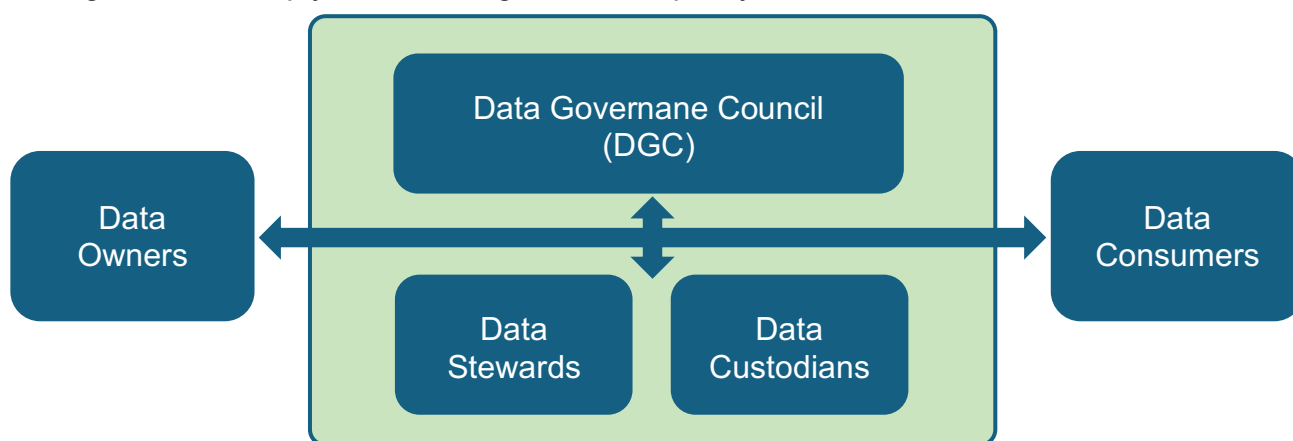 Data Governane Council
(DGC)
Data
Owners
Data
Consumers
Data
Stewards
Data
Custodians